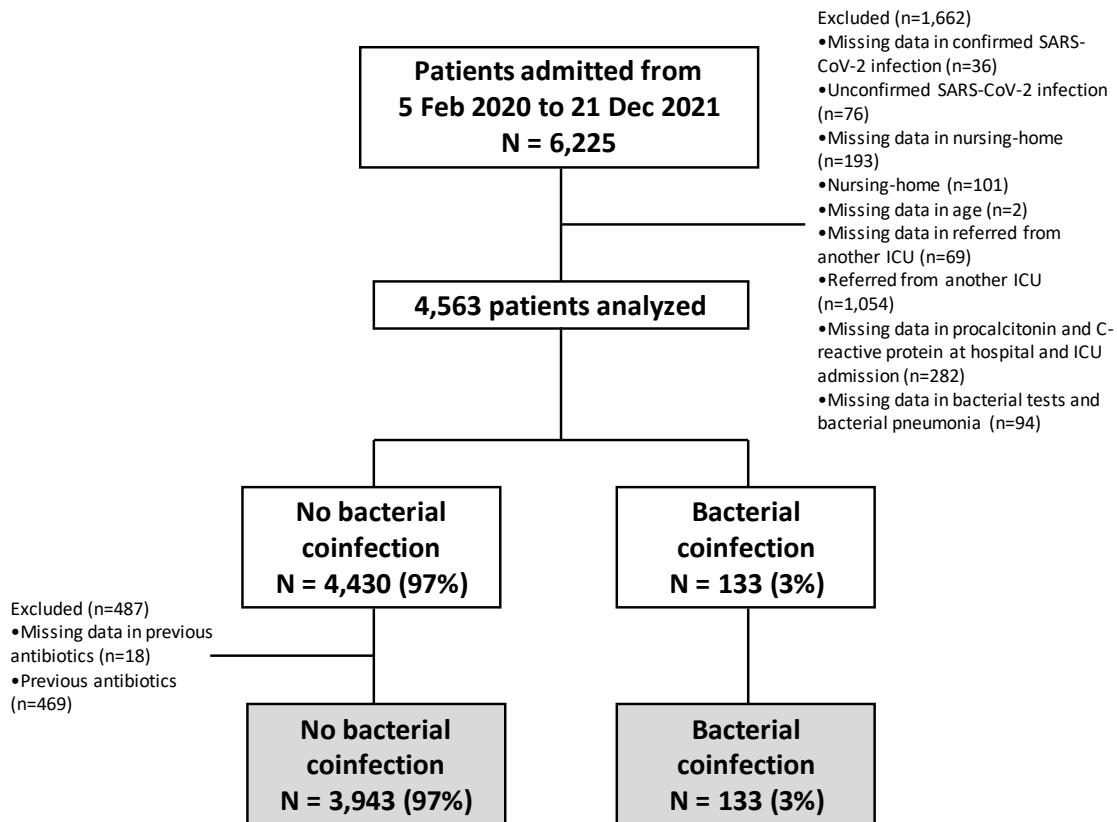 Patients admitted from
5 Feb 2020 to 21 Dec 2021
N = 6,225
Excluded (n=1,662)
•Missing data in confirmed SARS-
CoV-2 infection (n=36)
•Unconfirmed SARS-CoV-2 infection
(n=76)
•Missing data in nursing-home
(n=193)
•Nursing-home (n=101)
•Missing data in age (n=2)
•Missing data in referred from
another ICU (n=69)
•Referred from another ICU
(n=1,054)
•Missing data in procalcitonin and C-
reactive protein at hospital and ICU
admission (n=282)
•Missing data in bacterial tests and
bacterial pneumonia (n=94)
4,563 patients analyzed
No bacterial
coinfection
N = 4,430 (97%)
Bacterial
coinfection
N = 133 (3%)
Excluded (n=487)
•Missing data in previous
antibiotics (n=18)
•Previous antibiotics
(n=469)
No bacterial
coinfection
N = 3,943 (97%)
Bacterial
coinfection
N = 133 (3%)